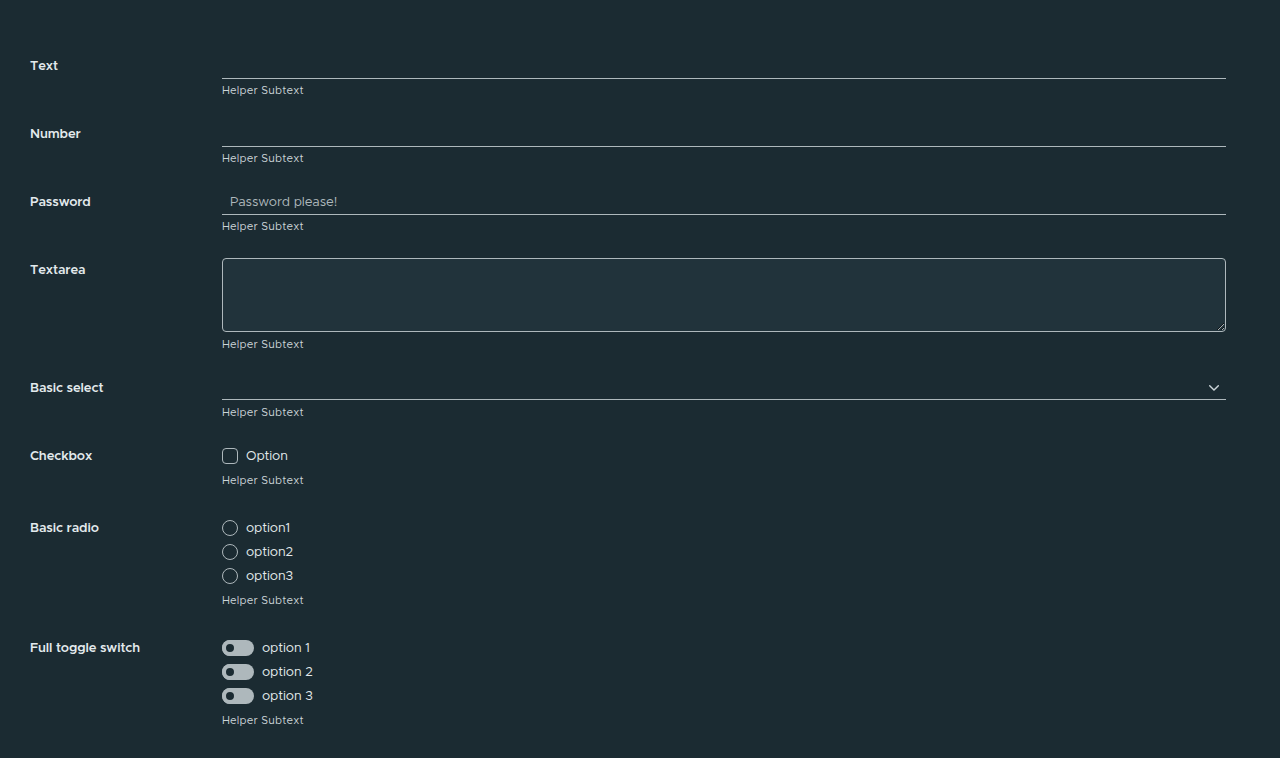 Text
Helper Subtext
Number
Helper Subtext
Password Password please!
Helper Subtext
Textarea
Helper Subtext
Basic select
Helper Subtext
Checkbox Option
Helper Subtext
Basic radio option1
option2
option3
Helper Subtext
Full toggle switch option 1
option 2
option 3
Helper Subtext